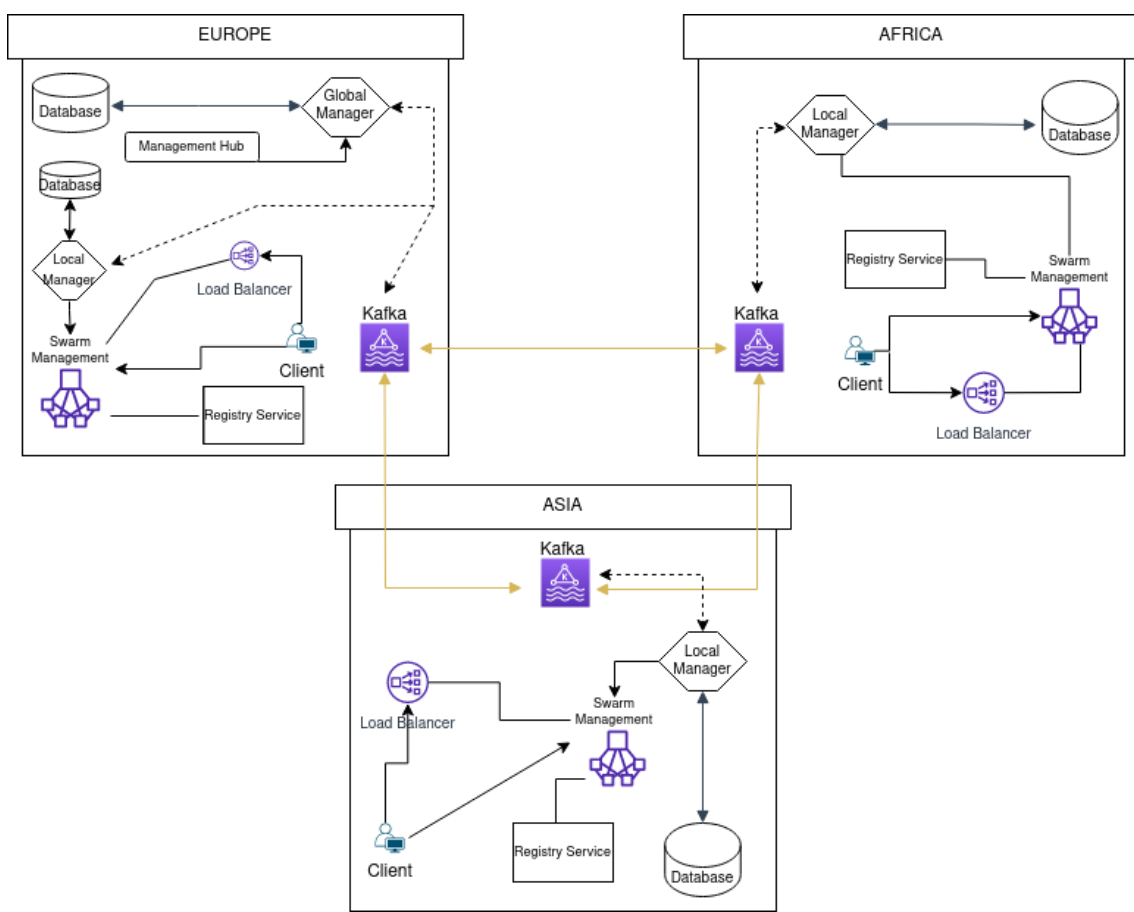 EUROPE
Database
Global
Manager
Management Hub
Database
Local
Manager
Load Balancer
Swarm
Management
Client
Registry Service
Kafka
AFRICA
Local
Manager
Database
Registry Service
Swarm
Management
Kafka
Client
Load Balancer
ASIA
Kafka
Local
Manager
Load Balancer
Swarm
Management
Client
Registry Service
Database